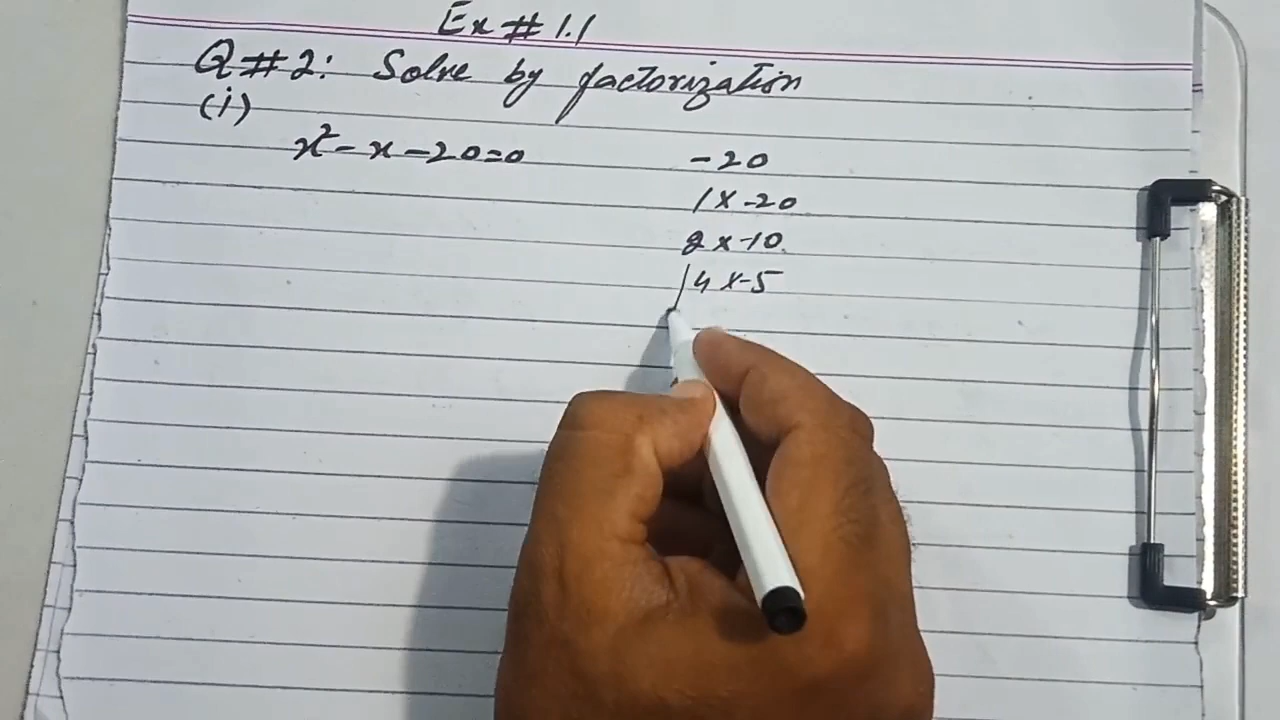 Ex # 1.1
Q # 2: Solve by factorization
(i)
x² - x - 20 = 0
-20
1 x -20
2 x -10
4 x -5